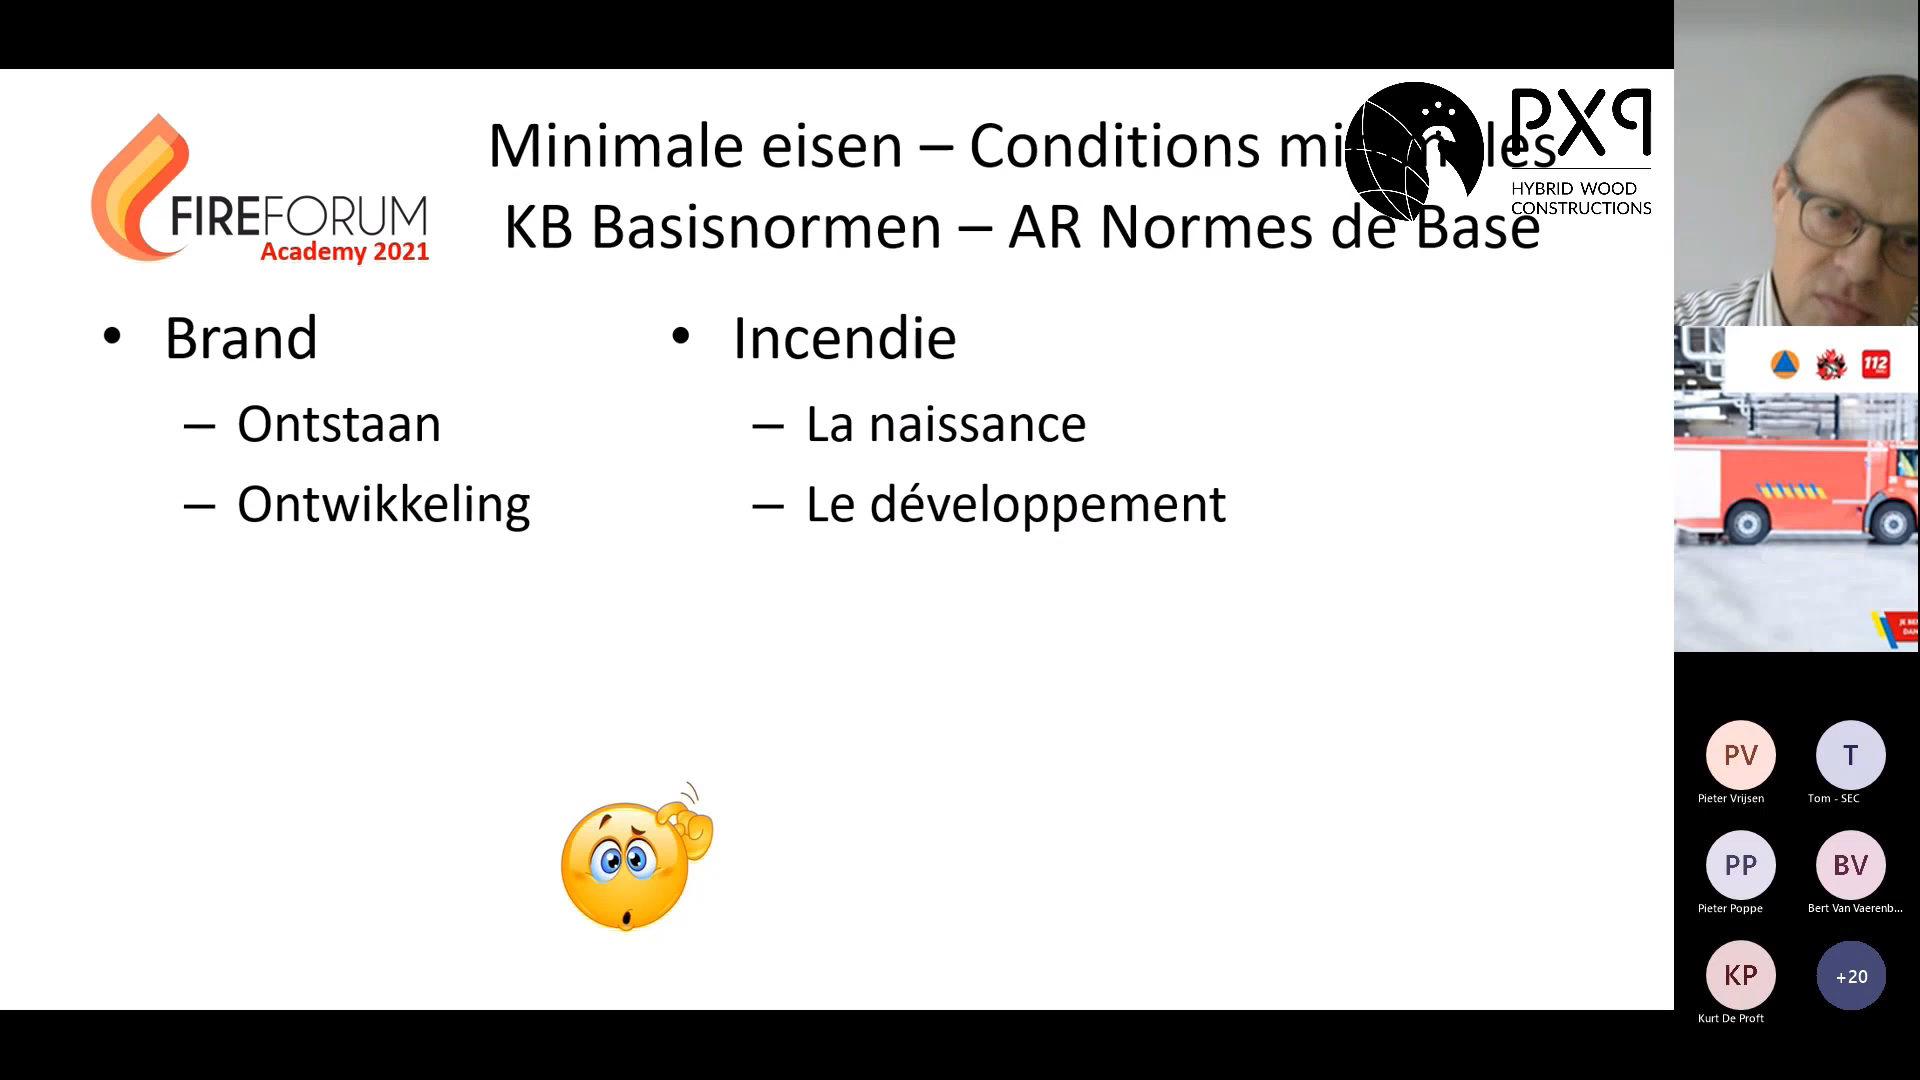 Minimale eisen – Conditions mi les
KB Basisnormen – AR Normes de Base
FIREFORUM
Academy 2021
PXP
HYBRID WOOD
CONSTRUCTIONS
• Brand
– Ontstaan
– Ontwikkeling
• Incendie
– La naissance
– Le développement
112
PV
Pieter Vrijsen
T
Tom - SEC
PP
Pieter Poppe
BV
Bert Van Vaerenb...
KP
Kurt De Proft
+20